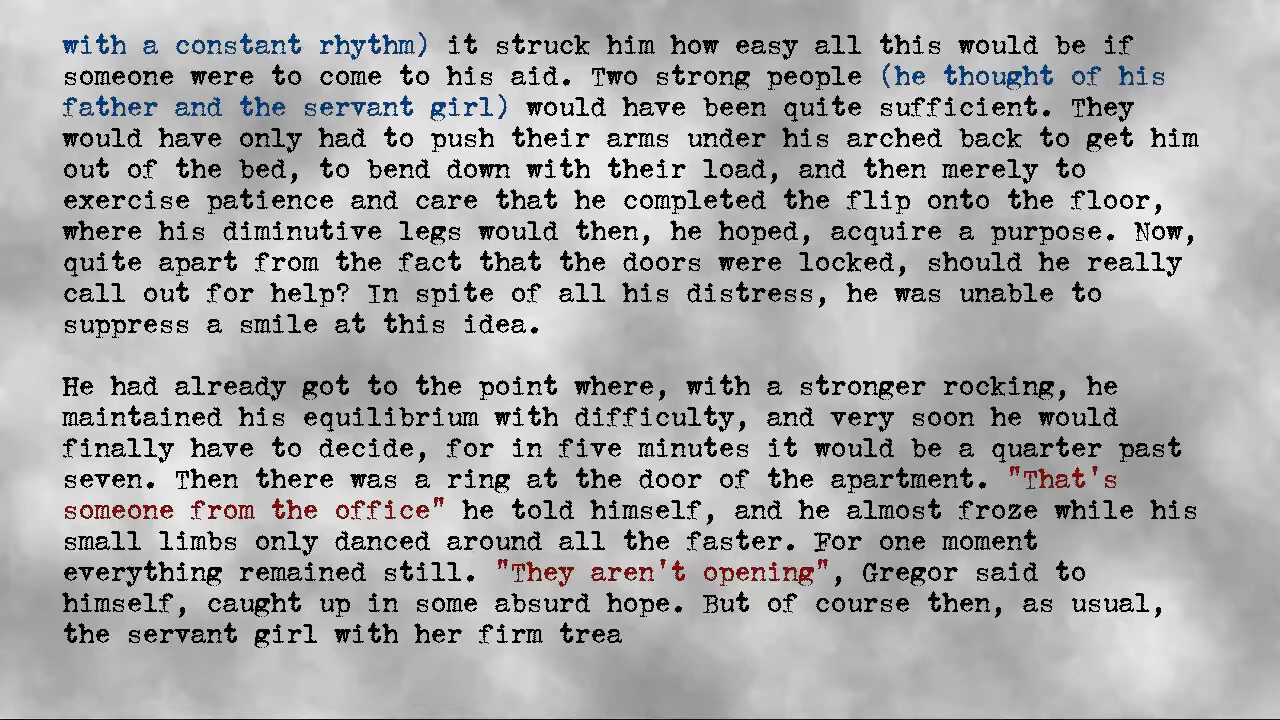 with a constant rhythm) it struck him how easy all this would be if
someone were to come to his aid. Two strong people (he thought of his
father and the servant girl) would have been quite sufficient. They
would have only had to push their arms under his arched back to get him
out of the bed, to bend down with their load, and then merely to
exercise patience and care that he completed the flip onto the floor,
where his diminutive legs would then, he hoped, acquire a purpose. Now,
quite apart from the fact that the doors were locked, should he really
call out for help? In spite of all his distress, he was unable to
suppress a smile at this idea.
He had already got to the point where, with a stronger rocking, he
maintained his equilibrium with difficulty, and very soon he would
finally have to decide, for in five minutes it would be a quarter past
seven. Then there was a ring at the door of the apartment. "That's
someone from the office" he told himself, and he almost froze while his
small limbs only danced around all the faster. For one moment
everything remained still. "They aren't opening", Gregor said to
himself, caught up in some absurd hope. But of course then, as usual,
the servant girl with her firm trea